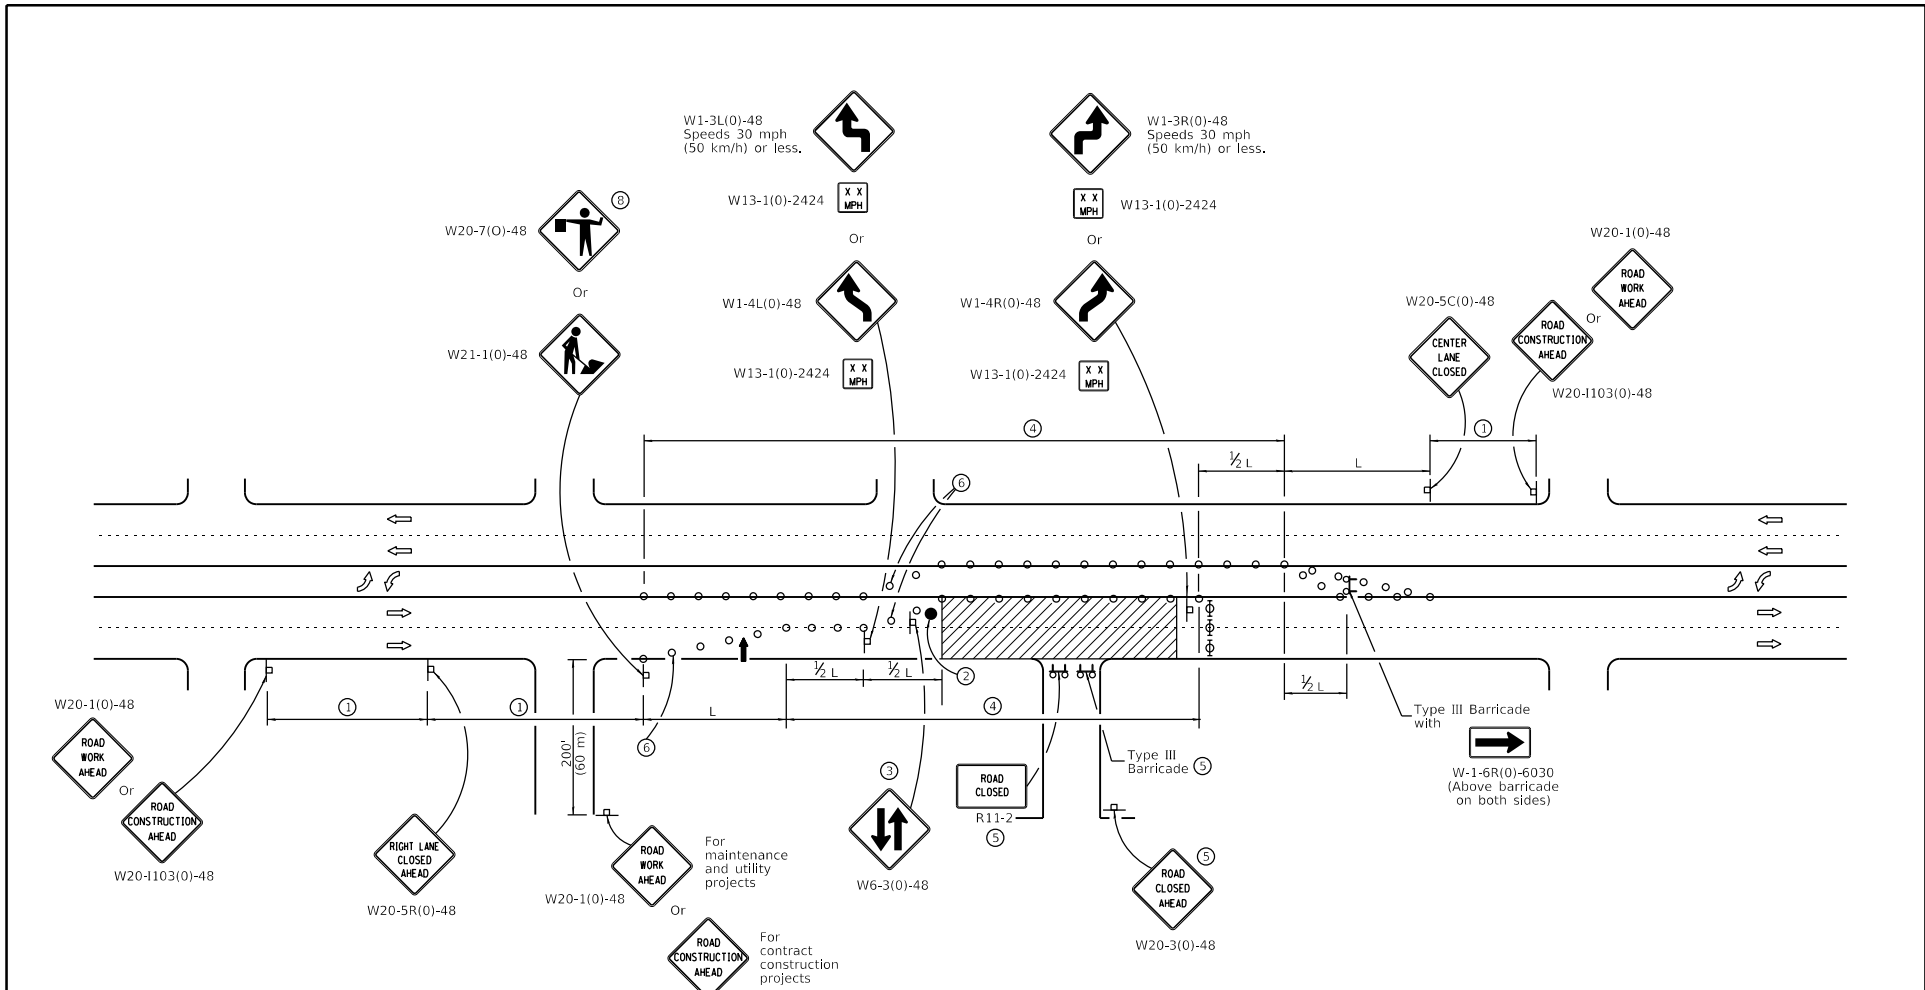 W1-3L(0)-48
Speeds 30 mph
(50 km/h) or less.
X X
MPH
W13-1(0)-2424
Or
W1-4L(0)-48
X X
MPH
W13-1(0)-2424
W1-3R(0)-48
Speeds 30 mph
(50 km/h) or less.
X X
MPH
W13-1(0)-2424
Or
W1-4R(0)-48
W13-1(0)-2424
X X
MPH
8
W20-7(O)-48
Or
W21-1(0)-48
W20-1(0)-48
ROAD
WORK
AHEAD
Or
W20-5C(0)-48
CENTER
LANE
CLOSED
ROAD
CONSTRUCTION
AHEAD
W20-I103(0)-48
4
1
½ L
L
6
½ L
½ L
2
½ L
1
1
L
4
6
200'
(60 m)
W20-1(0)-48
ROAD
WORK
AHEAD
Or
ROAD
CONSTRUCTION
AHEAD
W20-I103(0)-48
RIGHT LANE
CLOSED
AHEAD
W20-5R(0)-48
ROAD
WORK
AHEAD
W20-1(0)-48
For
maintenance
and utility
projects
Or
ROAD
CONSTRUCTION
AHEAD
For
contract
construction
projects
3
W6-3(0)-48
ROAD
CLOSED
R11-2
5
Type III
Barricade
5
ROAD
CLOSED
AHEAD
5
W20-3(0)-48
Type III Barricade
with
W-1-6R(0)-6030
(Above barricade
on both sides)